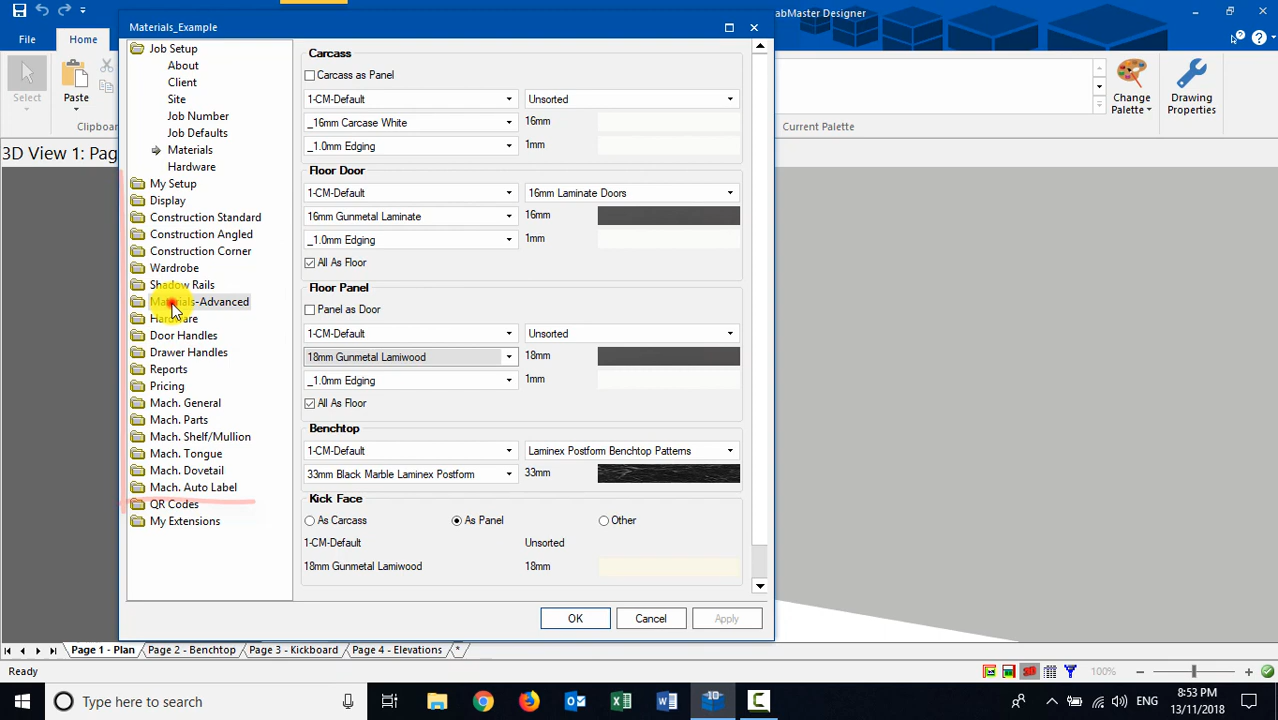 abMaster Designer
Materials_Example
File
Home
Select
Paste
Clipboa
Change
Palette
Drawing
Properties
Current Palette
3D View 1: Pag
Job Setup
About
Client
Site
Job Number
Job Defaults
Materials
Hardware
My Setup
Display
Construction Standard
Construction Angled
Construction Corner
Wardrobe
Shadow Rails
Materials-Advanced
Hardware
Door Handles
Drawer Handles
Reports
Pricing
Mach. General
Mach. Parts
Mach. Shelf/Mullion
Mach. Tongue
Mach. Dovetail
Mach. Auto Label
QR Codes
My Extensions
Carcass
Carcass as Panel
1-CM-Default Unsorted
_16mm Carcase White 16mm
_1.0mm Edging 1mm
Floor Door
1-CM-Default 16mm Laminate Doors
16mm Gunmetal Laminate 16mm
_1.0mm Edging 1mm
All As Floor
Floor Panel
Panel as Door
1-CM-Default Unsorted
18mm Gunmetal Lamiwood 18mm
_1.0mm Edging 1mm
All As Floor
Benchtop
1-CM-Default Laminex Postform Benchtop Patterns
33mm Black Marble Laminex Postform 33mm
Kick Face
As Carcass As Panel Other
1-CM-Default Unsorted
18mm Gunmetal Lamiwood 18mm
OK Cancel Apply
Page 1 - Plan Page 2 - Benchtop Page 3 - Kickboard Page 4 - Elevations *
Ready 100%
Type here to search
ENG
8:53 PM
13/11/2018